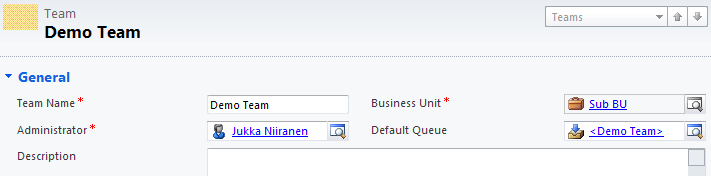 Team
Demo Team
Teams
General
Team Name * Demo Team Business Unit * Sub BU
Administrator * Jukka Niiranen Default Queue <Demo Team>
Description